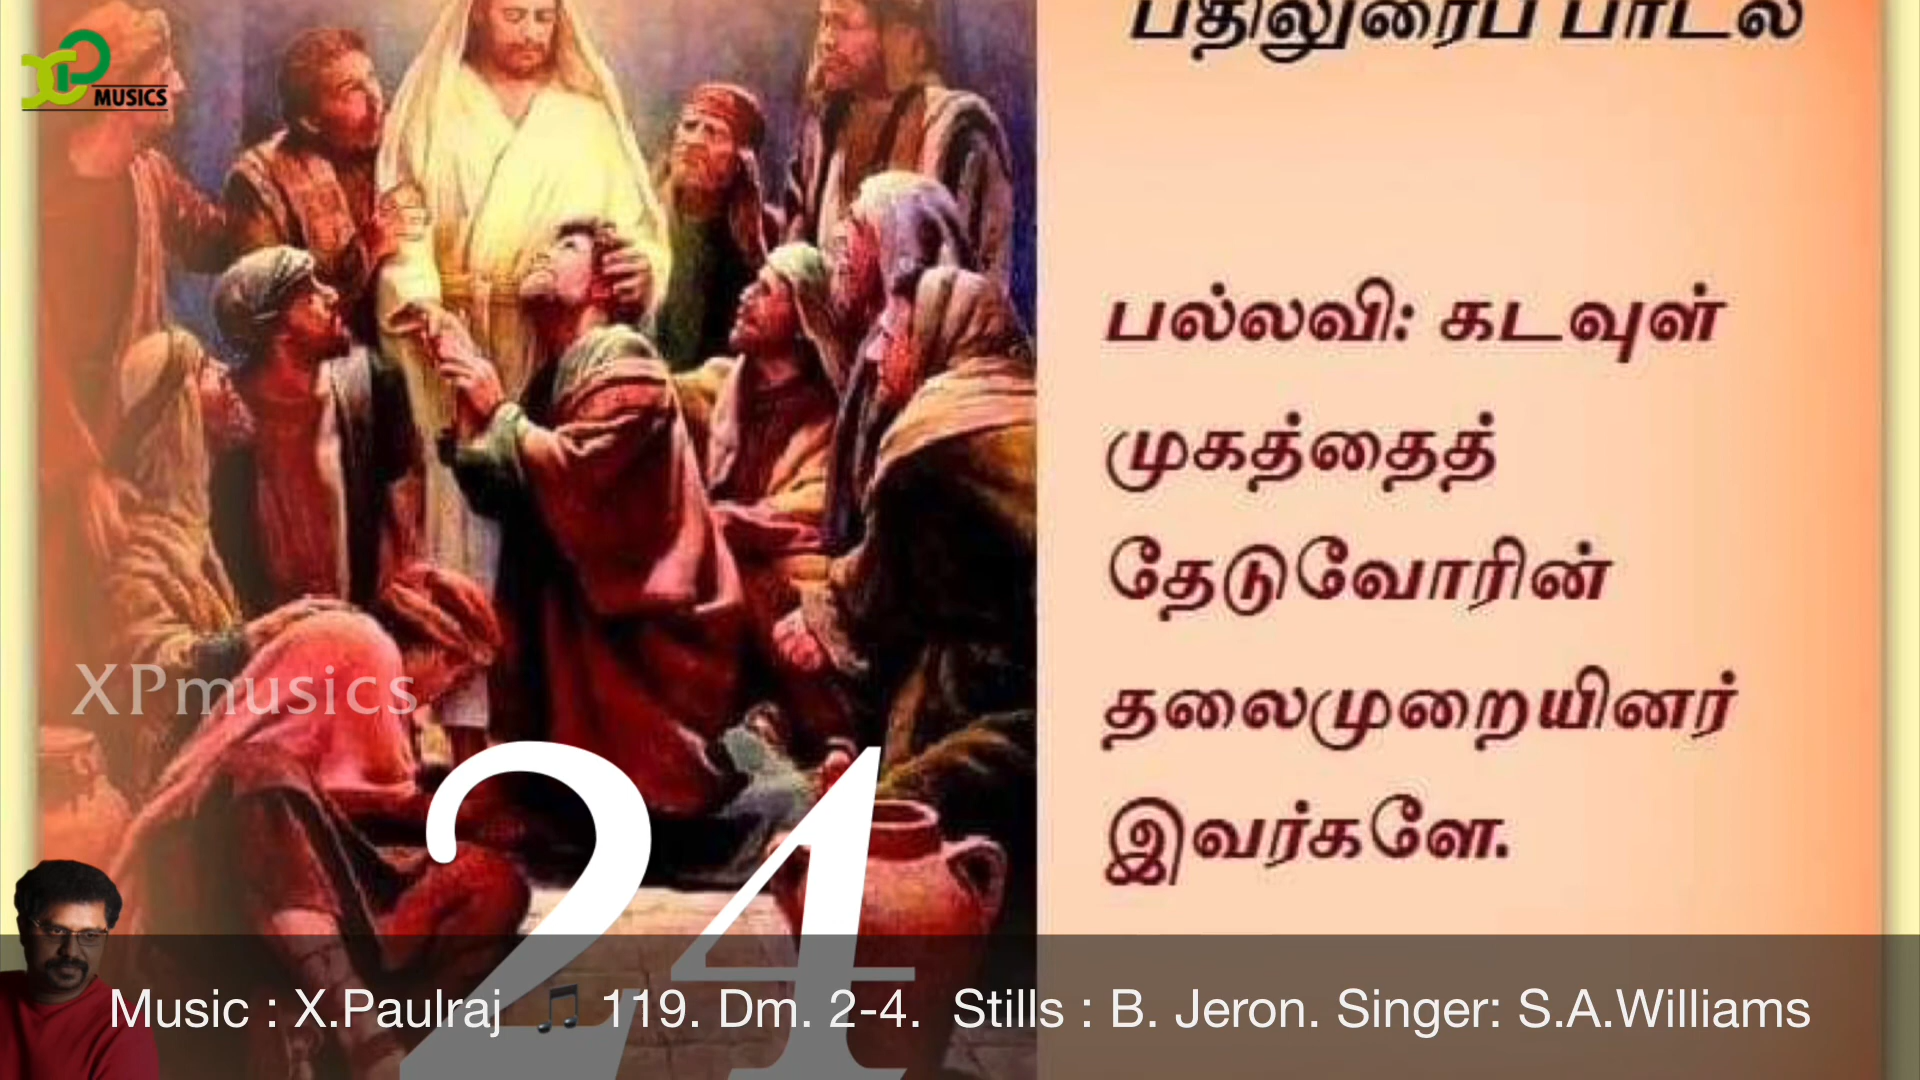 பதிலுரைப் பாடல்
XP
MUSICS
பல்லவி: கடவுள்
முகத்தைத்
தேடுவோரின்
தலைமுறையினர்
இவர்களே.
XPmusics
24
Music : X.Paulraj 🎵 119. Dm. 2-4. Stills : B. Jeron. Singer: S.A.Williams